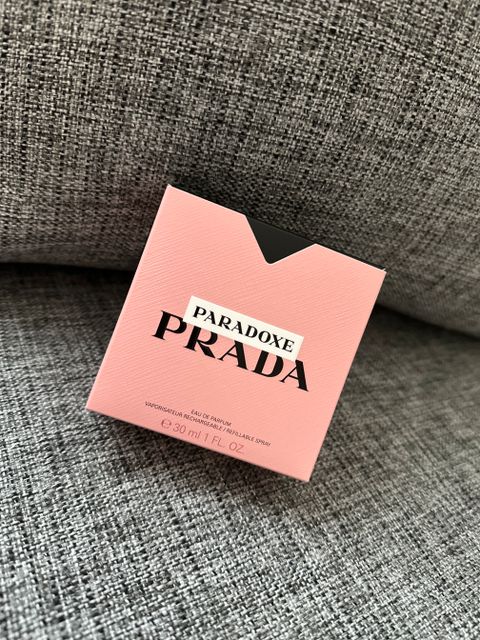 PARADOXE
PRADA
EAU DE PARFUM
VAPORISATEUR RECHARGEABLE / REFILLABLE SPRAY
℮ 30 ml 1 FL. OZ